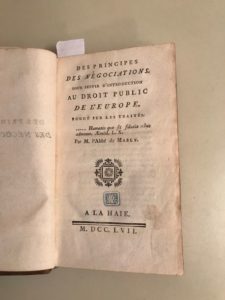 DES PRINCIPES
DES NÉGOCIATIONS,
POUR SERVIR D'INTRODUCTION
AU DROIT PUBLIC
DE L'EUROPE,
FONDÉ SUR LES TRAITÉS.
Par M. l'Abbé de MABLY.
A LA HAIE.
M. DCC. LVII.